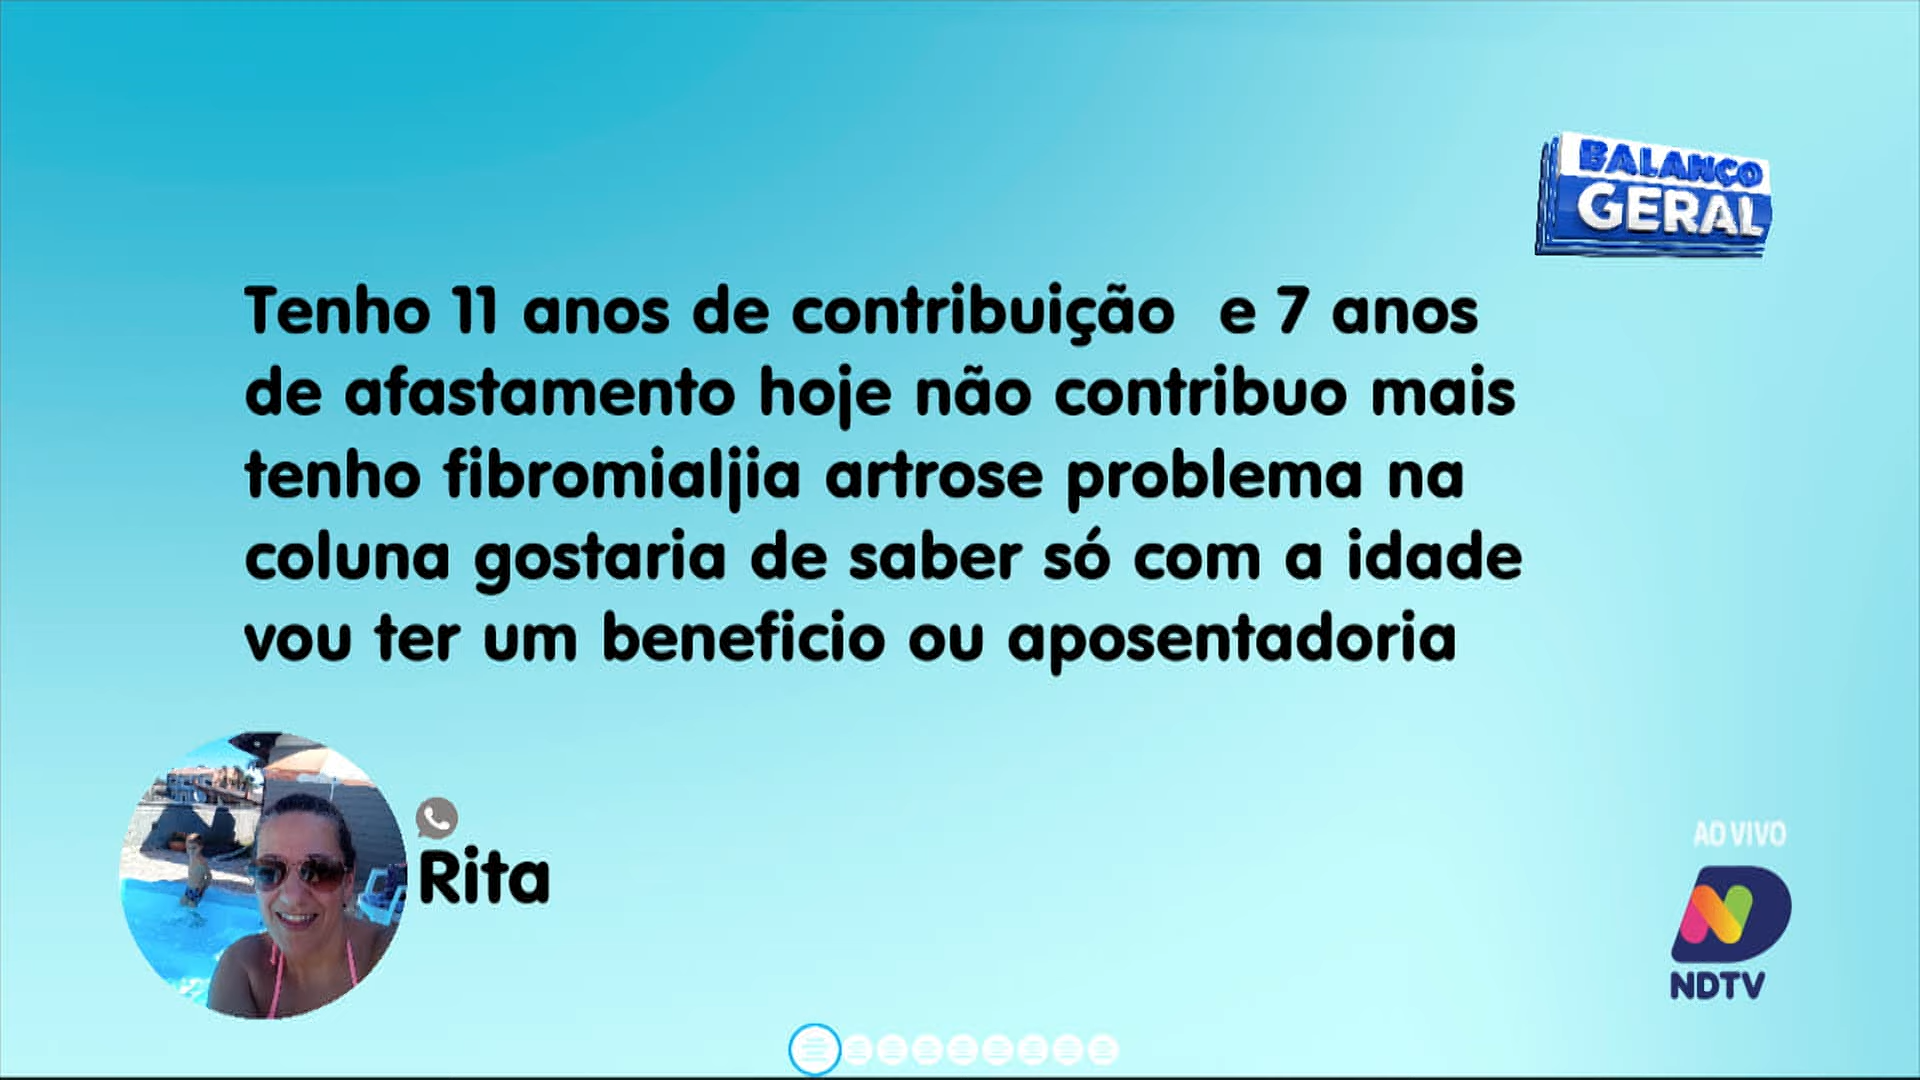 BALANÇO
GERAL
Tenho 11 anos de contribuição e 7 anos
de afastamento hoje não contribuo mais
tenho fibromialjia artrose problema na
coluna gostaria de saber só com a idade
vou ter um beneficio ou aposentadoria
Rita
AO VIVO
NDTV